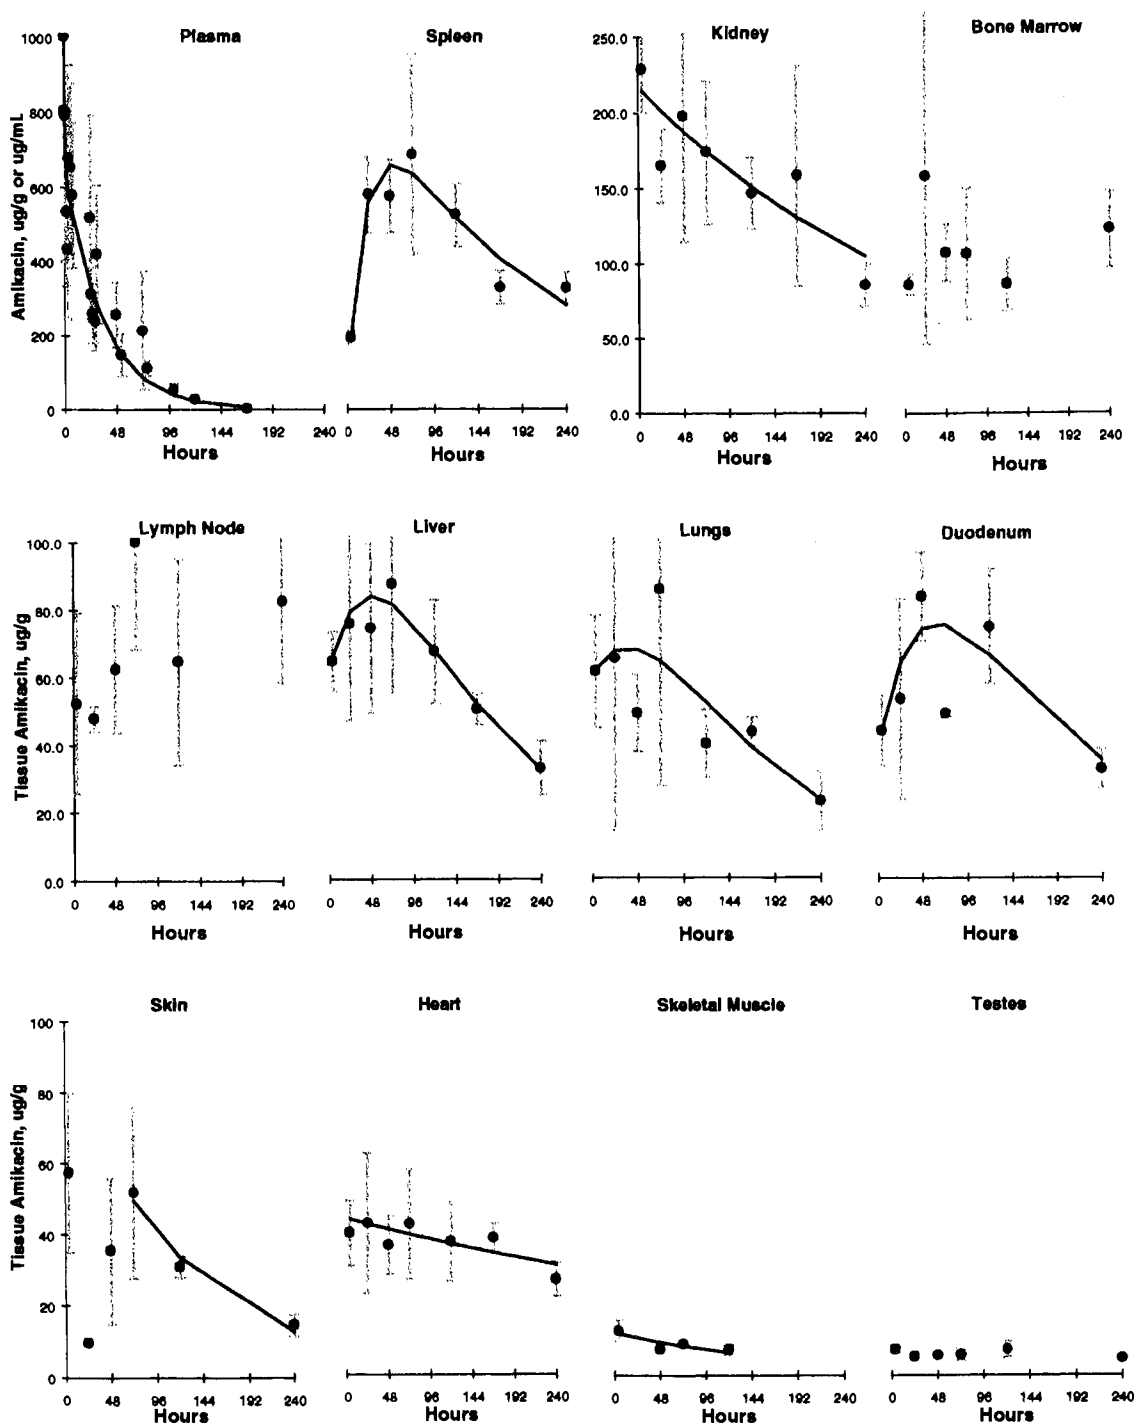 Plasma Spleen Kidney Bone Marrow
Amikacin, ug/g or ug/mL
1000
800
600
400
200
0
250.0
200.0
150.0
100.0
50.0
0.0
0 48 96 144 192 240 0 48 96 144 192 240 0 48 96 144 192 240 0 48 96 144 192 240
Hours Hours Hours Hours
Lymph Node Liver Lungs Duodenum
Tissue Amikacin, ug/g
100.0
80.0
60.0
40.0
20.0
0.0
0 48 96 144 192 240 0 48 96 144 192 240 0 48 96 144 192 240 0 48 96 144 192 240
Hours Hours Hours Hours
Skin Heart Skeletal Muscle Testes
Tissue Amikacin, ug/g
100
80
60
40
20
0
0 48 96 144 192 240 0 48 96 144 192 240 0 48 96 144 192 240 0 48 96 144 192 240
Hours Hours Hours Hours